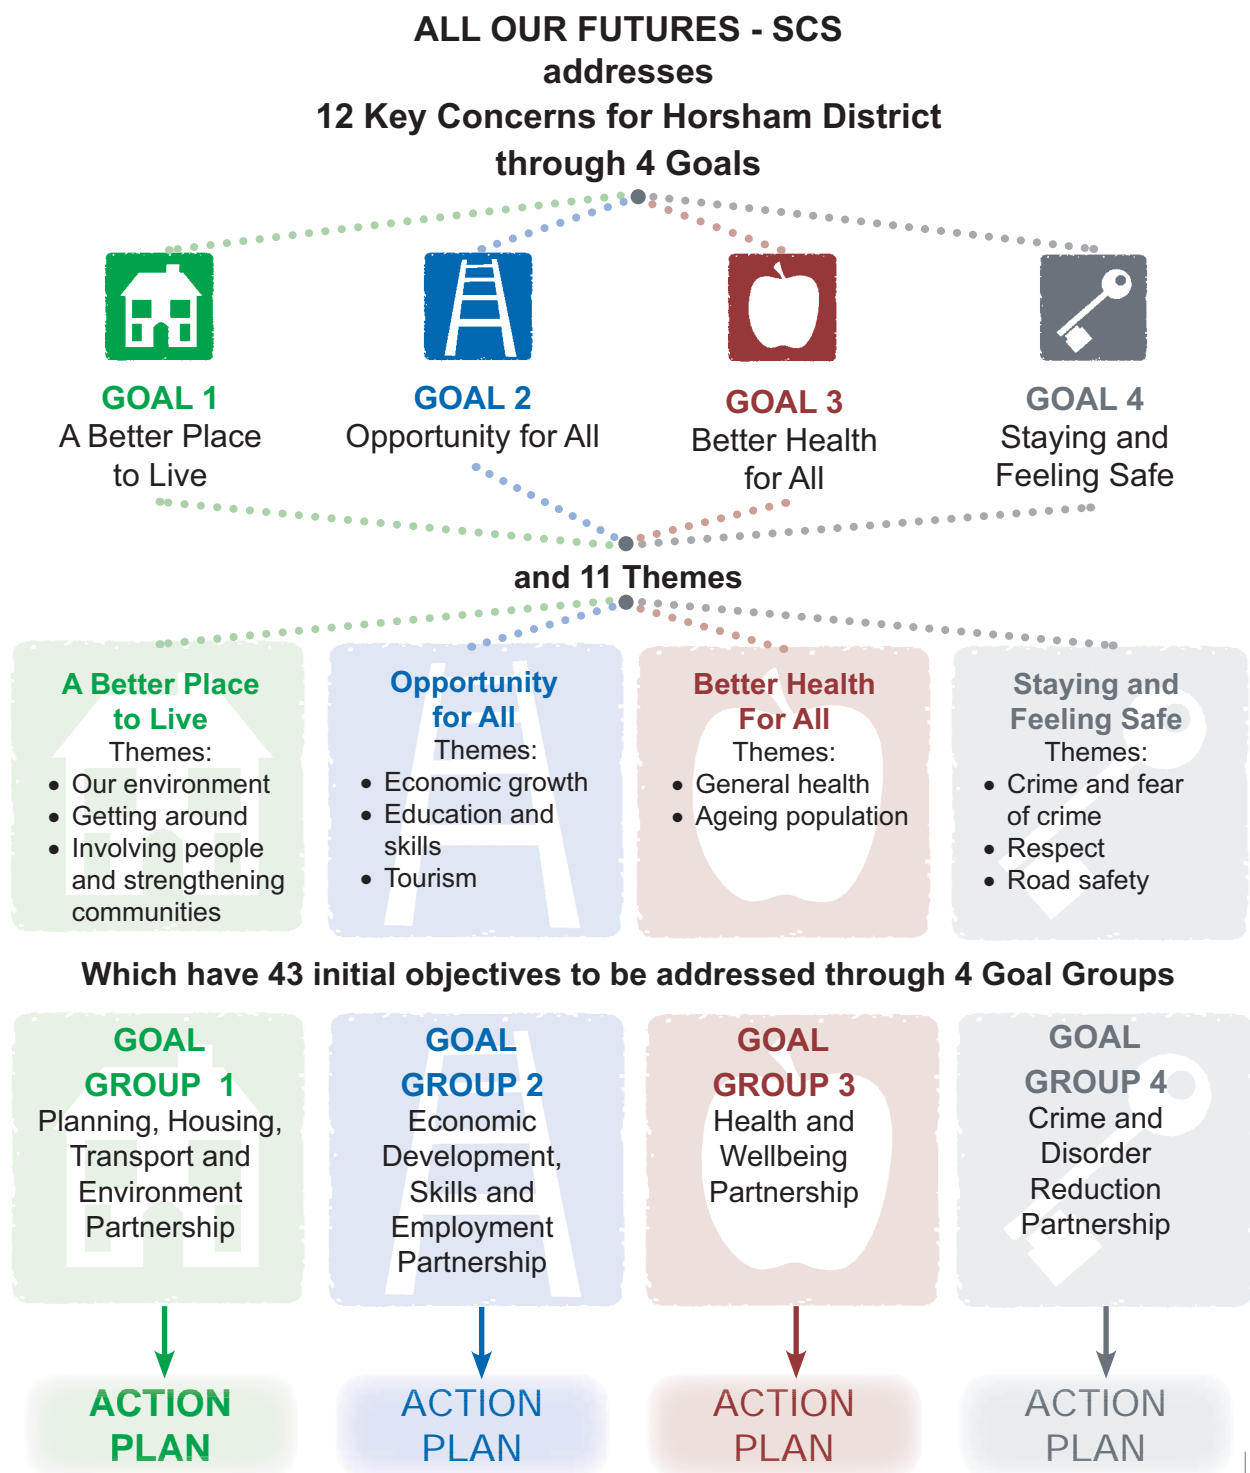 ALL OUR FUTURES - SCS
addresses
12 Key Concerns for Horsham District
through 4 Goals
GOAL 1
A Better Place
to Live
GOAL 2
Opportunity for All
GOAL 3
Better Health
for All
GOAL 4
Staying and
Feeling Safe
and 11 Themes
A Better Place
to Live
Themes:
• Our environment
• Getting around
• Involving people
and strengthening
communities
Opportunity
for All
Themes:
• Economic growth
• Education and
skills
• Tourism
Better Health
For All
Themes:
• General health
• Ageing population
Staying and
Feeling Safe
Themes:
• Crime and fear
of crime
• Respect
• Road safety
Which have 43 initial objectives to be addressed through 4 Goal Groups
GOAL
GROUP 1
Planning, Housing,
Transport and
Environment
Partnership
GOAL
GROUP 2
Economic
Development,
Skills and
Employment
Partnership
GOAL
GROUP 3
Health and
Wellbeing
Partnership
GOAL
GROUP 4
Crime and
Disorder
Reduction
Partnership
ACTION
PLAN
ACTION
PLAN
ACTION
PLAN
ACTION
PLAN